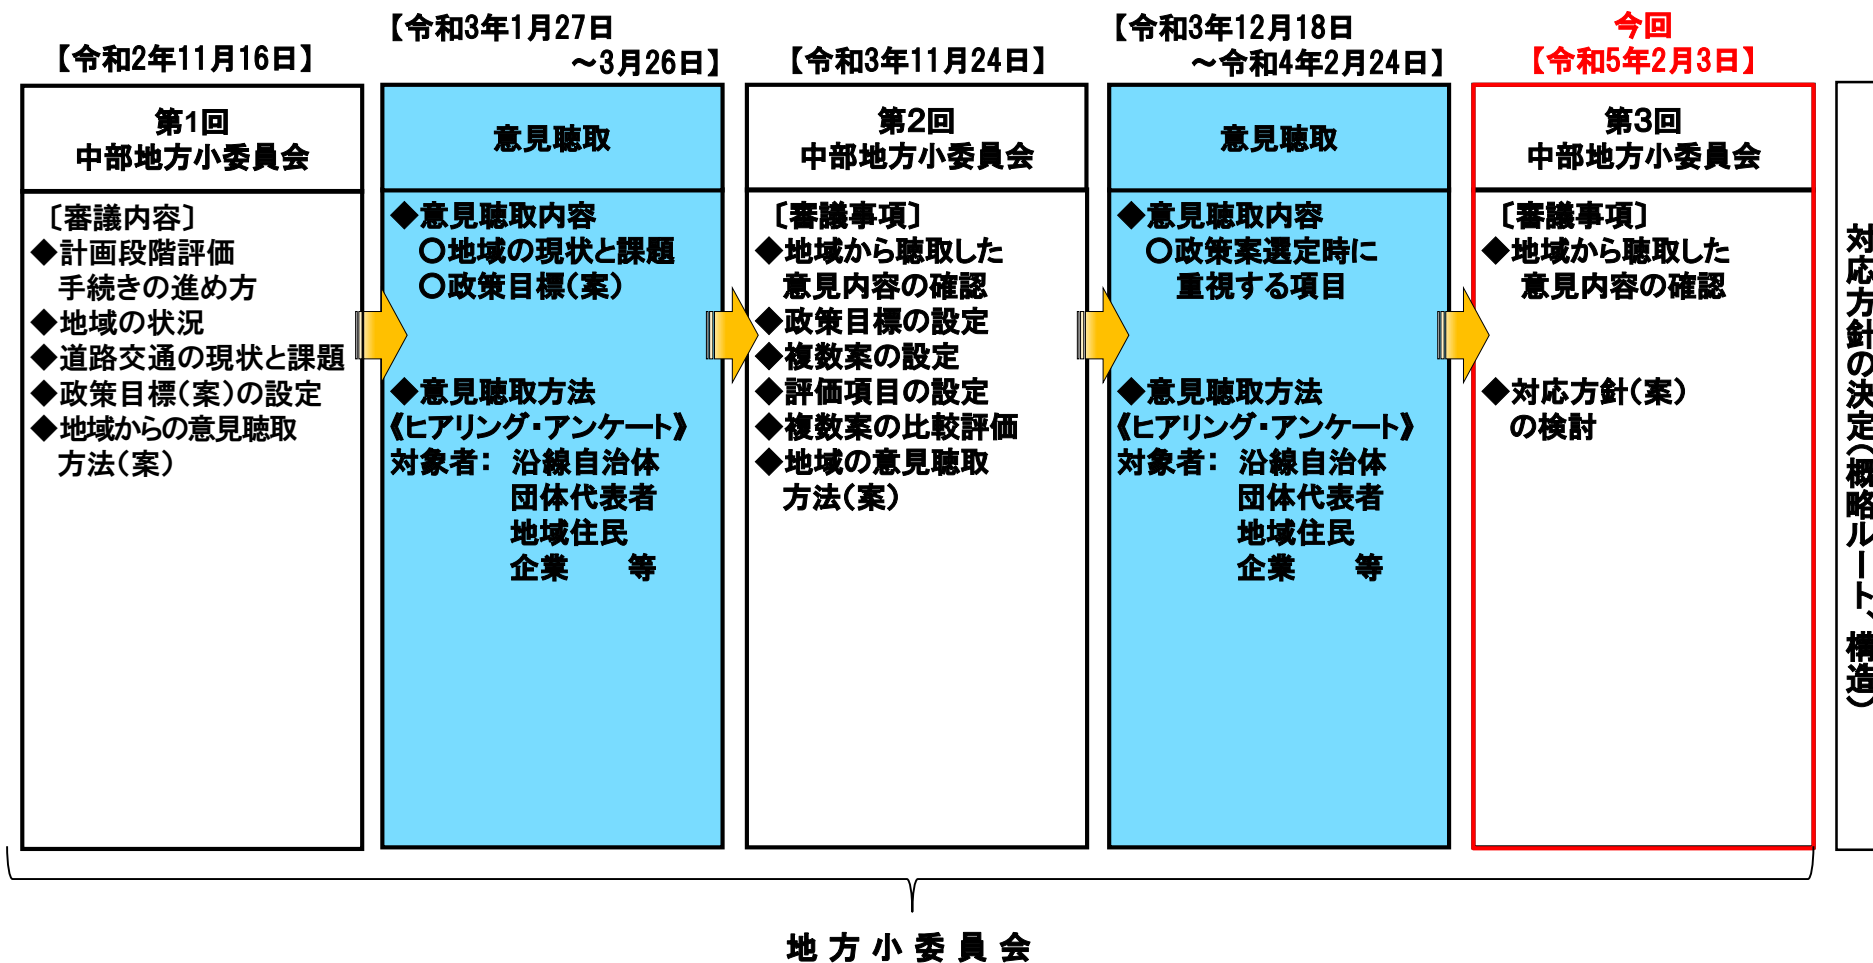 【令和2年11月16日】
第1回
中部地方小委員会
〔審議内容〕
◆計画段階評価
手続きの進め方
◆地域の状況
◆道路交通の現状と課題
◆政策目標(案)の設定
◆地域からの意見聴取
方法(案)
【令和3年1月27日
～3月26日】
意見聴取
◆意見聴取内容
○地域の現状と課題
○政策目標(案)
◆意見聴取方法
《ヒアリング・アンケート》
対象者： 沿線自治体
団体代表者
地域住民
企業　　等
【令和3年11月24日】
第2回
中部地方小委員会
〔審議事項〕
◆地域から聴取した
意見内容の確認
◆政策目標の設定
◆複数案の設定
◆評価項目の設定
◆複数案の比較評価
◆地域の意見聴取
方法(案)
【令和3年12月18日
～令和4年2月24日】
意見聴取
◆意見聴取内容
○政策案選定時に
重視する項目
◆意見聴取方法
《ヒアリング・アンケート》
対象者： 沿線自治体
団体代表者
地域住民
企業　　等
今回
【令和5年2月3日】
第3回
中部地方小委員会
〔審議事項〕
◆地域から聴取した
意見内容の確認
◆対応方針(案)
の検討
対応方針の決定(概略ルート、構造)
地方小委員会